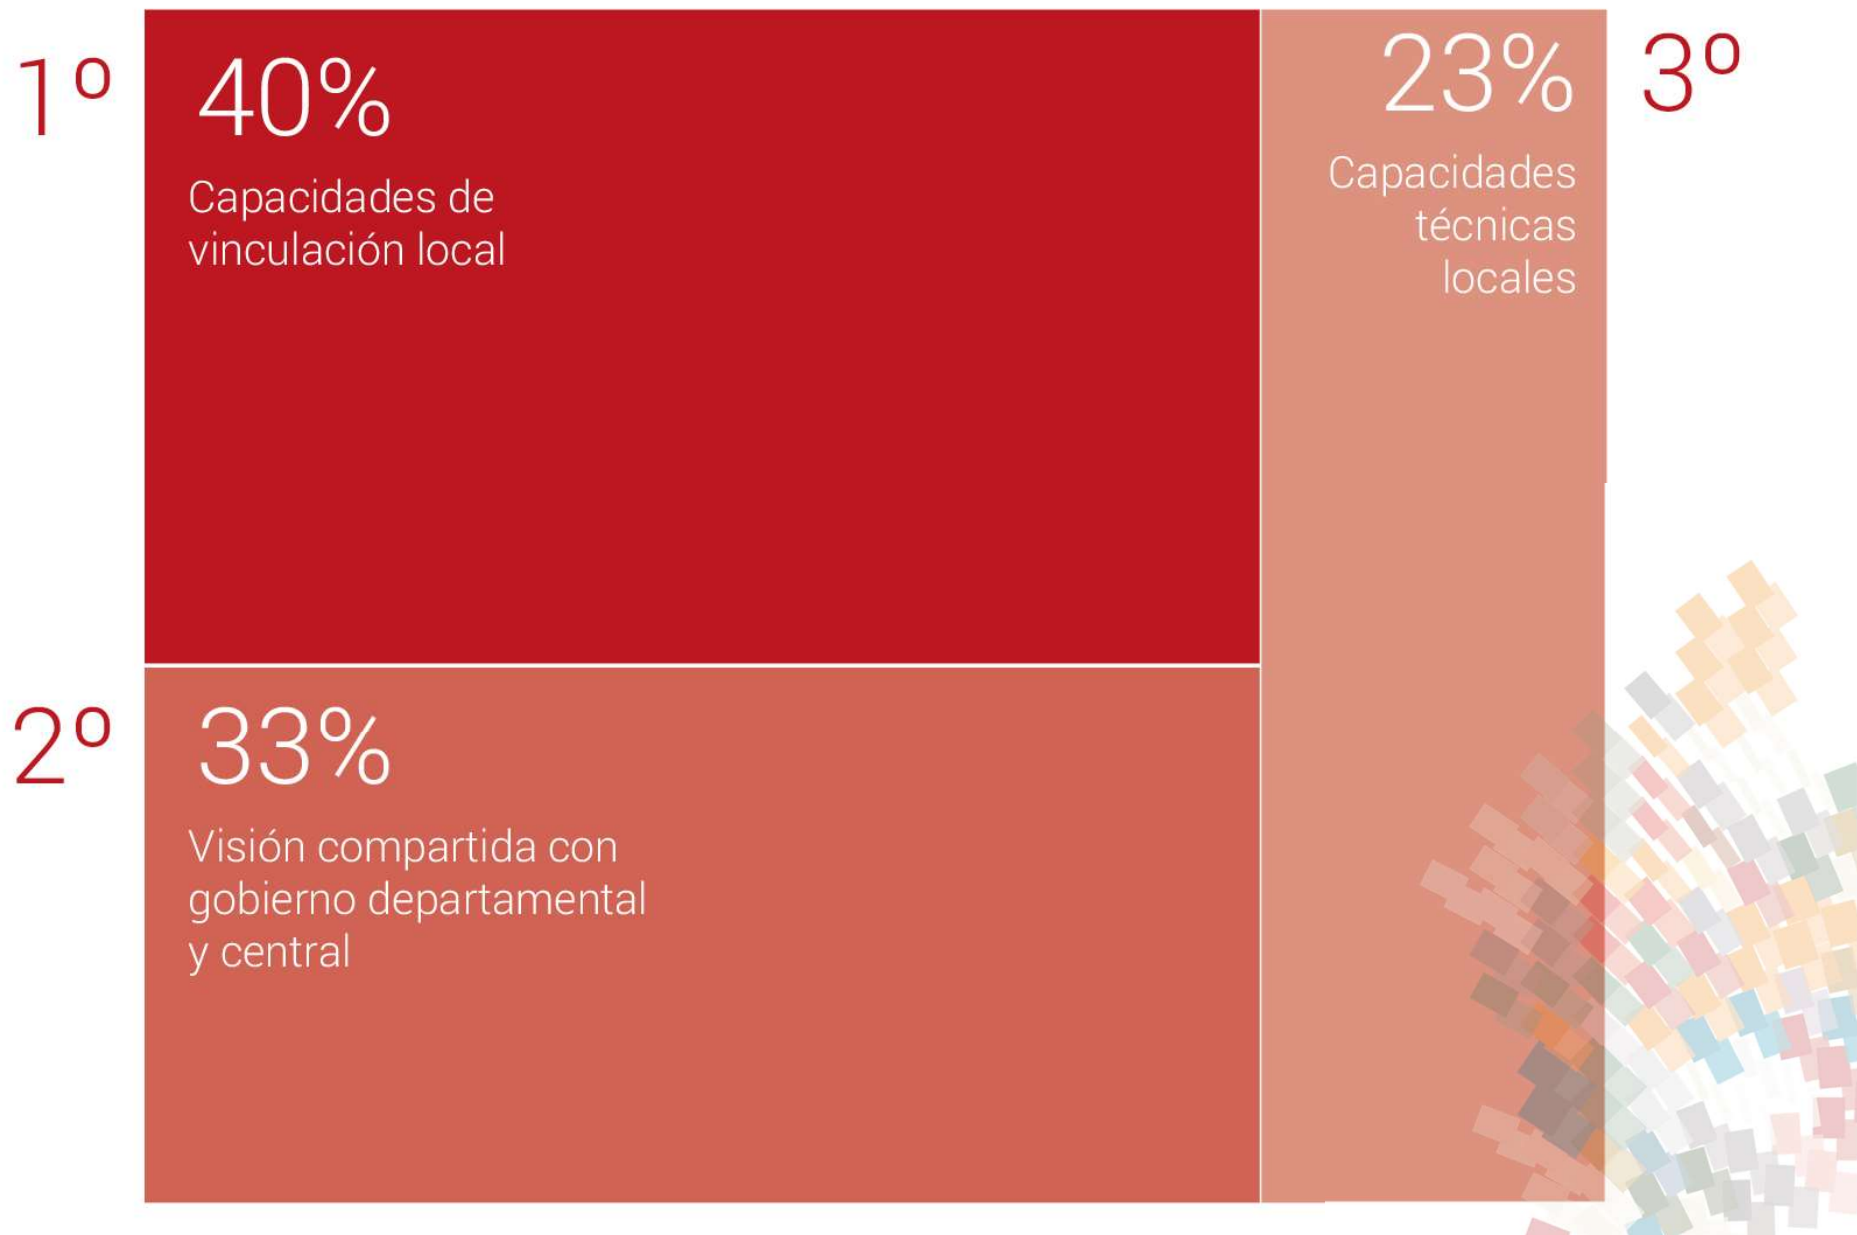 1º
40%
Capacidades de
vinculación local
23%
3º
Capacidades
técnicas
locales
2º
33%
Visión compartida con
gobierno departamental
y central